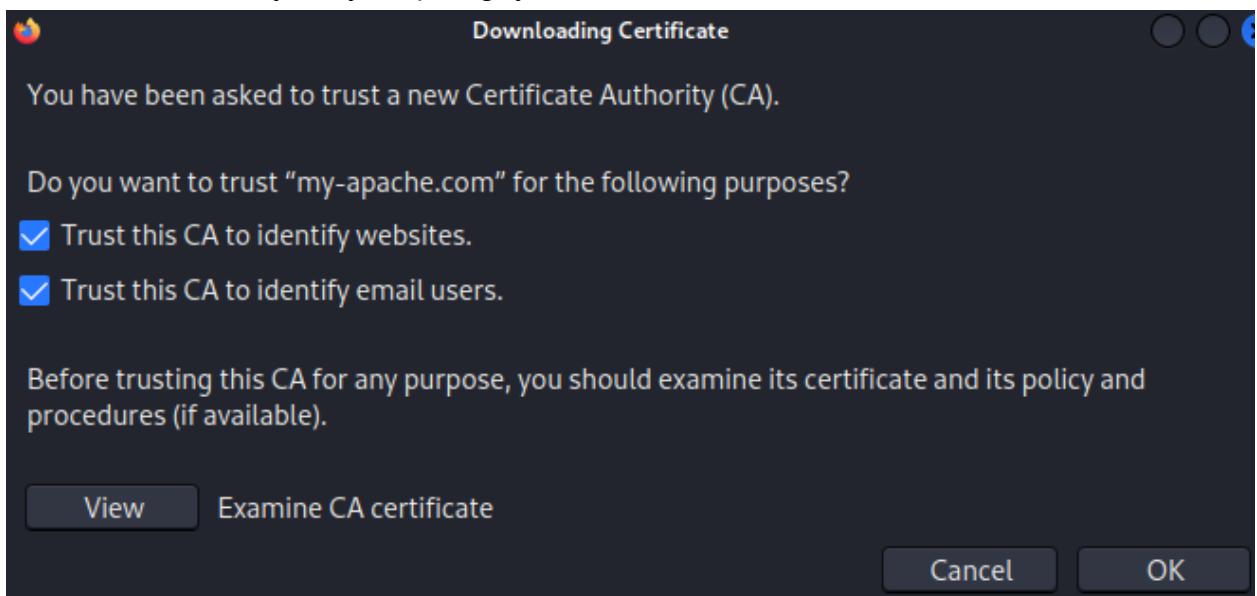 Downloading Certificate
You have been asked to trust a new Certificate Authority (CA).
Do you want to trust “my-apache.com” for the following purposes?
Trust this CA to identify websites.
Trust this CA to identify email users.
Before trusting this CA for any purpose, you should examine its certificate and its policy and
procedures (if available).
View Examine CA certificate
Cancel OK